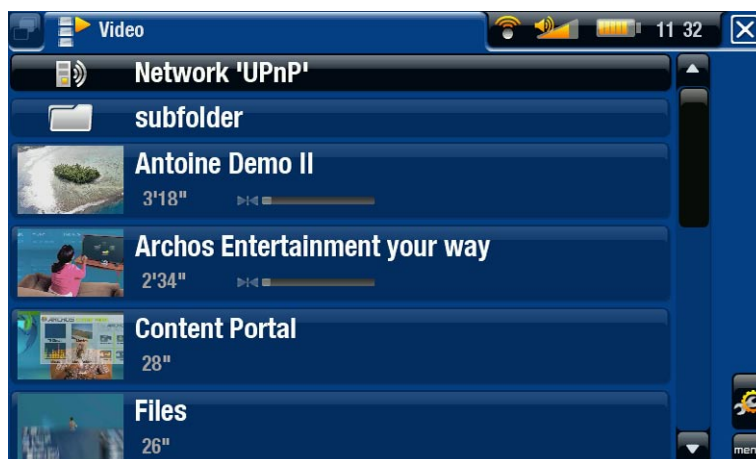 Video
11 32
Network 'UPnP'
subfolder
Antoine Demo II
3'18"
Archos Entertainment your way
2'34"
Content Portal
28"
Files
26"
men